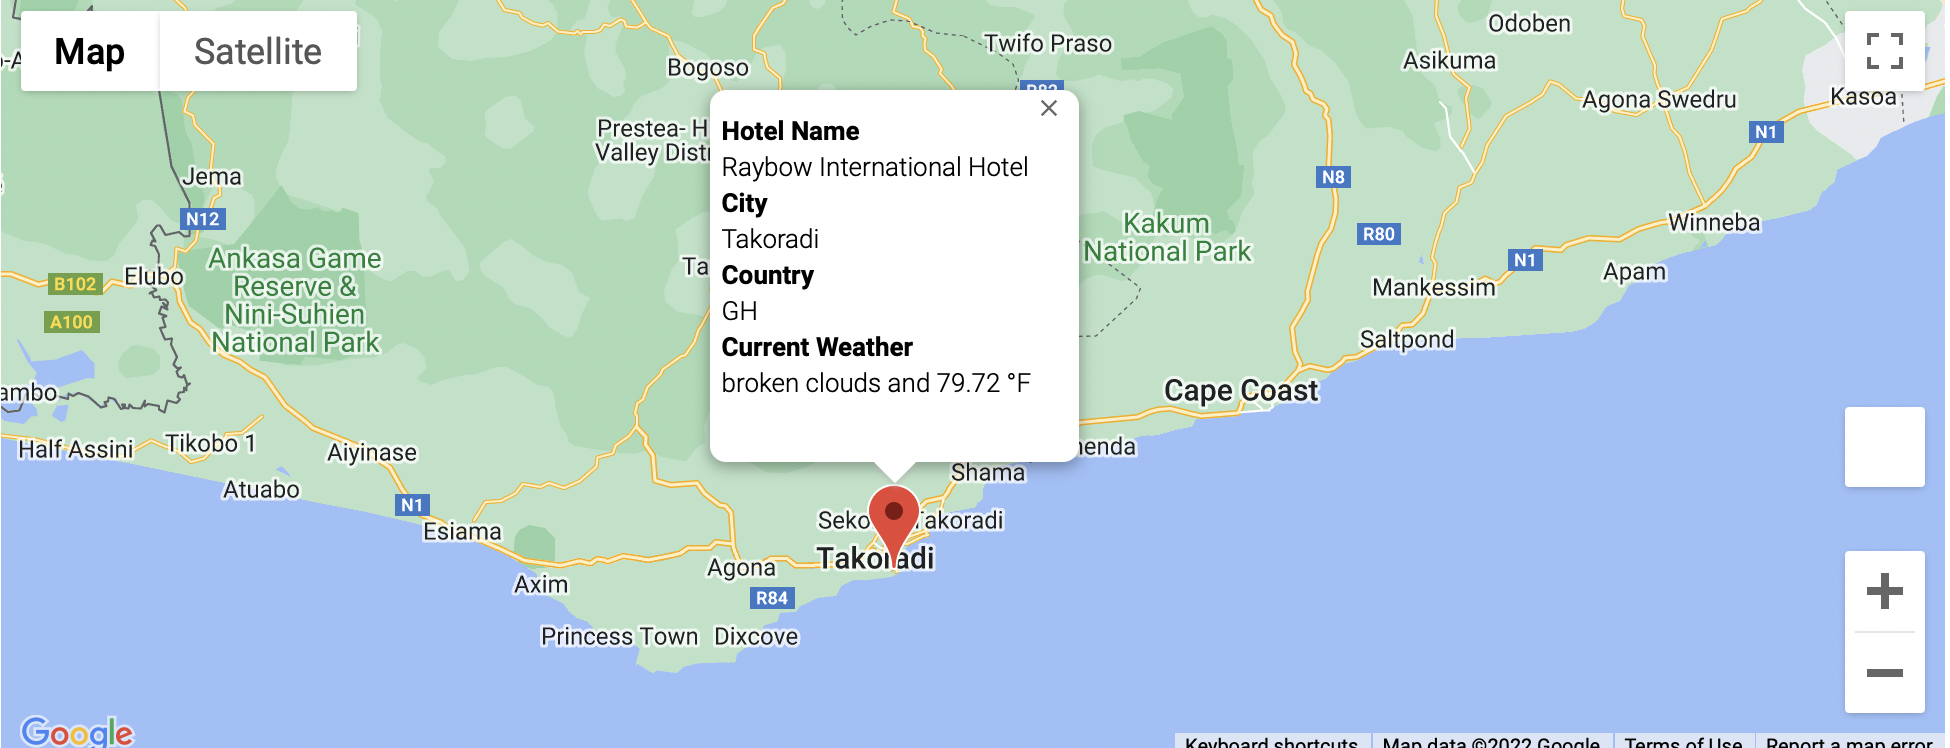 Map
Satellite
Odoben
Twifo Praso
Asikuma
Bogoso
Agona Swedru
Kasoa
Hotel Name
Raybow International Hotel
City
Takoradi
Country
GH
Current Weather
broken clouds and 79.72 °F
Prestea- H
Valley Distr
N1
Jema
N8
N12
Kakum
National Park
R80
Winneba
Ankasa Game
Reserve &
Nini-Suhien
National Park
Elubo
B102
A100
Ta
N1
Apam
Mankessim
Saltpond
ambo
Cape Coast
Half Assini
Tikobo 1
Aiyinase
enda
Shama
Atuabo
N1
Esiama
Seko Takoradi
Takoradi
Agona
Axim
R84
Princess Town
Dixcove
Google
Keyboard shortcuts
Map data ©2022 Google
Terms of Use
Report a map error